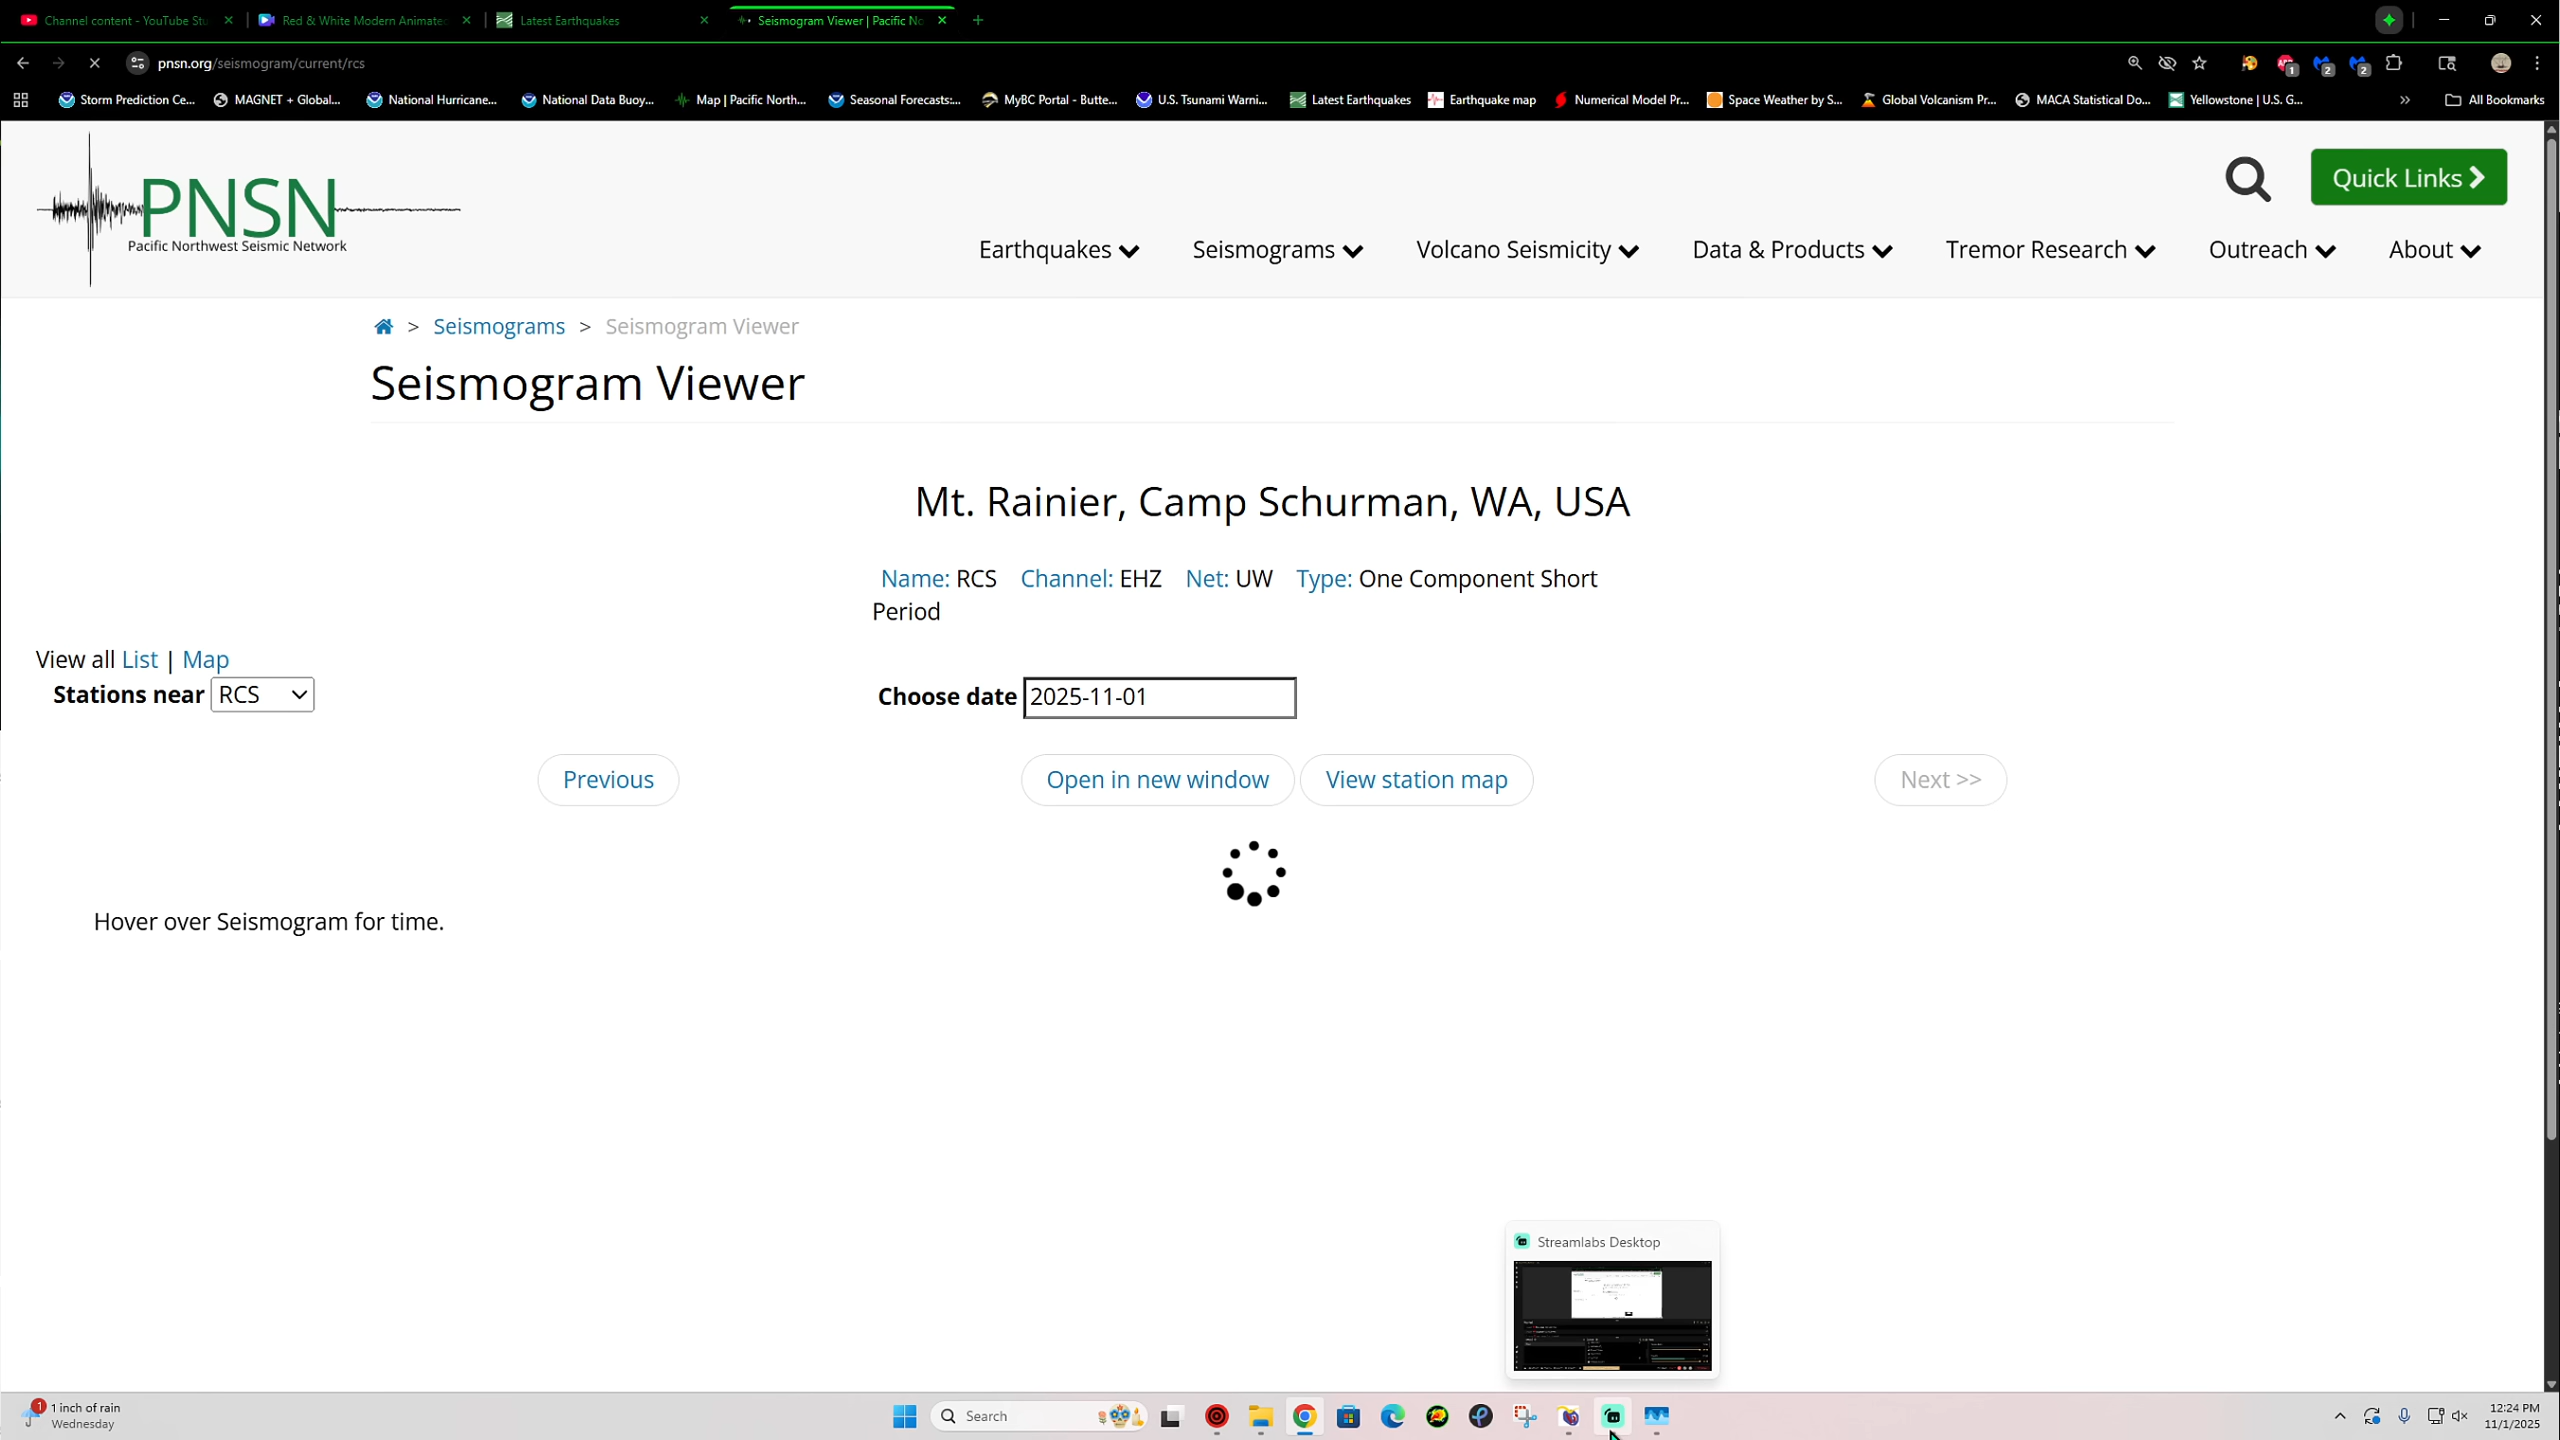 Channel content - YouTube Stu
Red & White Modern Animate
Latest Earthquakes
Seismogram Viewer | Pacific No
pnsn.org/seismogram/current/rcs
1
2
2
Storm Prediction Ce...
MAGNET + Global...
National Hurricane...
National Data Buoy...
Map | Pacific North...
Seasonal Forecasts:...
MyBC Portal - Butte...
U.S. Tsunami Warni...
Latest Earthquakes
Earthquake map
Numerical Model Pr...
Space Weather by S...
Global Volcanism Pr...
MACA Statistical Do...
Yellowstone | U.S. G...
All Bookmarks
PNSN
Pacific Northwest Seismic Network
Quick Links
Earthquakes
Seismograms
Volcano Seismicity
Data & Products
Tremor Research
Outreach
About
> Seismograms > Seismogram Viewer
Seismogram Viewer
Mt. Rainier, Camp Schurman, WA, USA
Name: RCS Channel: EHZ Net: UW Type: One Component Short
Period
View all List | Map
Stations near RCS
Choose date 2025-11-01
Previous
Open in new window
View station map
Next >>
Hover over Seismogram for time.
Streamlabs Desktop
1
1 inch of rain
Wednesday
Search
12:24 PM
11/1/2025